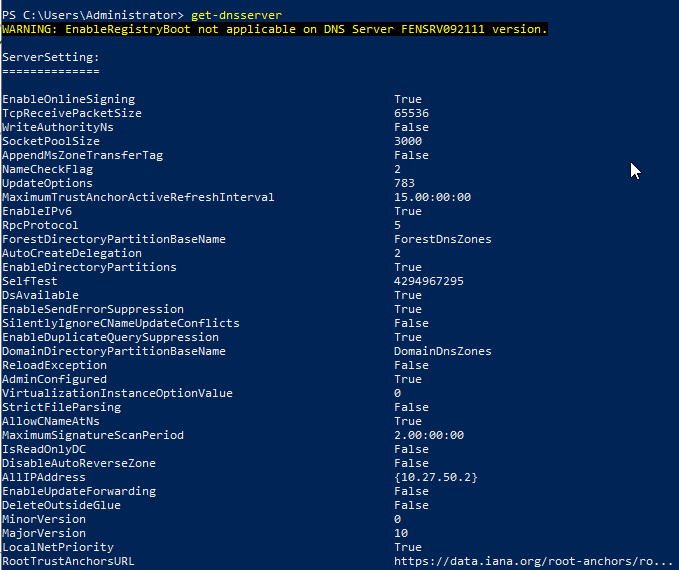 PS C:\Users\Administrator> get-dnsserver
WARNING: EnableRegistryBoot not applicable on DNS Server FENSRV092111 version.
ServerSetting:
==============
EnableOnlineSigning True
TcpReceivePacketSize 65536
WriteAuthorityNs False
SocketPoolSize 3000
AppendMsZoneTransferTag False
NameCheckFlag 2
UpdateOptions 783
MaximumTrustAnchorActiveRefreshInterval 15.00:00:00
EnableIPv6 True
RpcProtocol 5
ForestDirectoryPartitionBaseName ForestDnsZones
AutoCreateDelegation 2
EnableDirectoryPartitions True
SelfTest 4294967295
DsAvailable True
EnableSendErrorSuppression True
SilentlyIgnoreCNameUpdateConflicts False
EnableDuplicateQuerySuppression True
DomainDirectoryPartitionBaseName DomainDnsZones
ReloadException False
AdminConfigured True
VirtualizationInstanceOptionValue 0
StrictFileParsing False
AllowCNameAtNs True
MaximumSignatureScanPeriod 2.00:00:00
IsReadOnlyDC False
DisableAutoReverseZone False
AllIPAddress {10.27.50.2}
EnableUpdateForwarding False
DeleteOutsideGlue False
MinorVersion 0
MajorVersion 10
LocalNetPriority True
RootTrustAnchorsURL https://data.iana.org/root-anchors/ro...